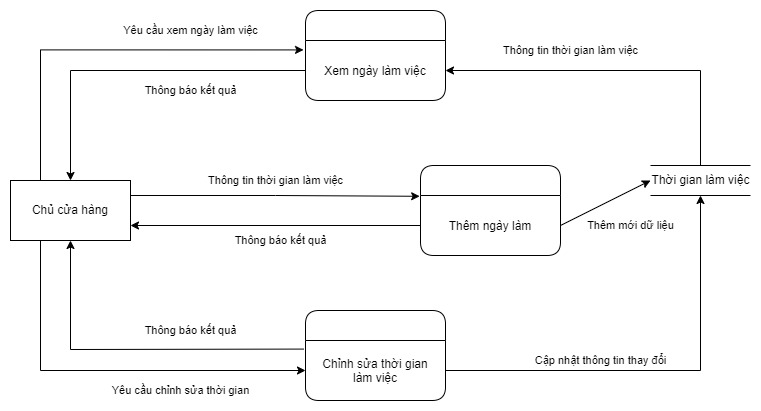 Yêu cầu xem ngày làm việc
Xem ngày làm việc
Thông tin thời gian làm việc
Thông báo kết quả
Chủ cửa hàng
Thông tin thời gian làm việc
Thêm ngày làm
Thời gian làm việc
Thông báo kết quả
Thêm mới dữ liệu
Thông báo kết quả
Chỉnh sửa thời gian
làm việc
Cập nhật thông tin thay đổi
Yêu cầu chỉnh sửa thời gian